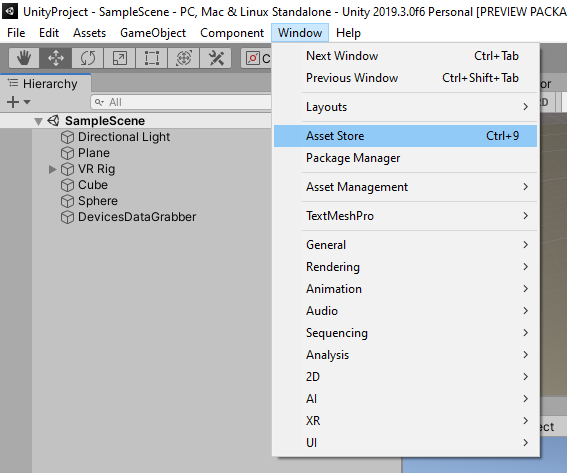 UnityProject - SampleScene - PC, Mac & Linux Standalone - Unity 2019.3.0f6 Personal [PREVIEW PACKA
File Edit Assets GameObject Component Window Help
Hierarchy
All
SampleScene
Directional Light
Plane
VR Rig
Cube
Sphere
DevicesDataGrabber
Next Window Ctrl+Tab
Previous Window Ctrl+Shift+Tab
Layouts
Asset Store Ctrl+9
Package Manager
Asset Management
TextMeshPro
General
Rendering
Animation
Audio
Sequencing
Analysis
2D
AI
XR
UI